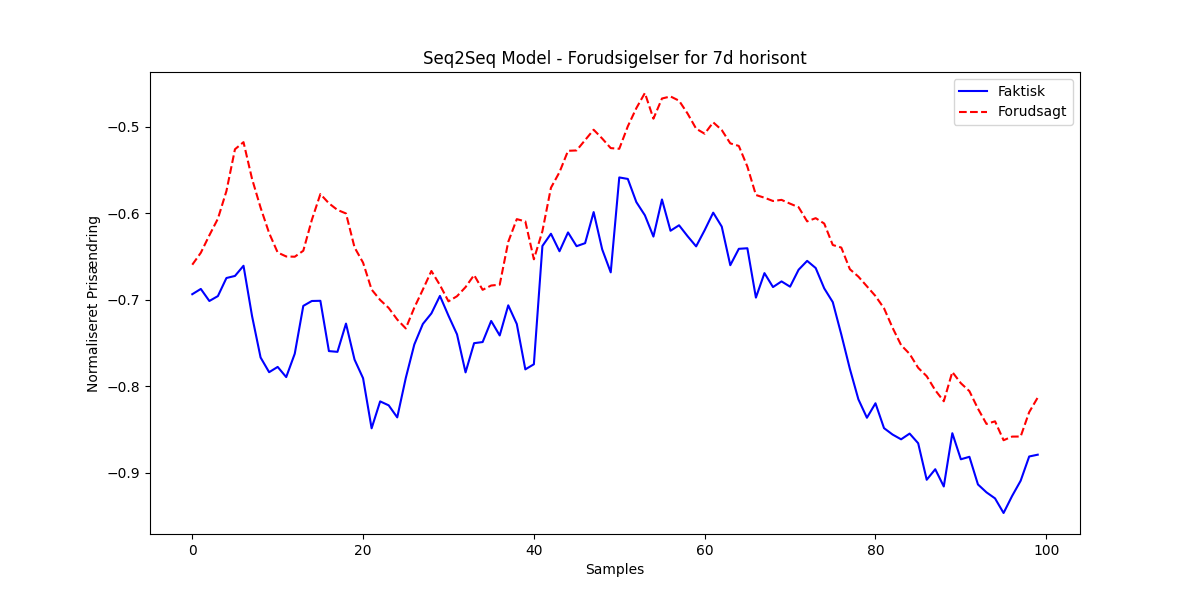 Seq2Seq Model - Forudsigelser for 7d horisont
Faktisk
Forudsagt
Normaliseret Prisændring
−0.5
−0.6
−0.7
−0.8
−0.9
0 20 40 60 80 100
Samples